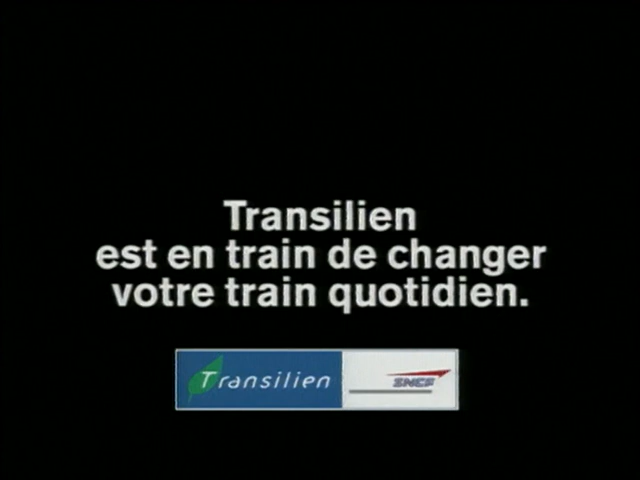 Transilien
est en train de changer
votre train quotidien.
Transilien
SNCF